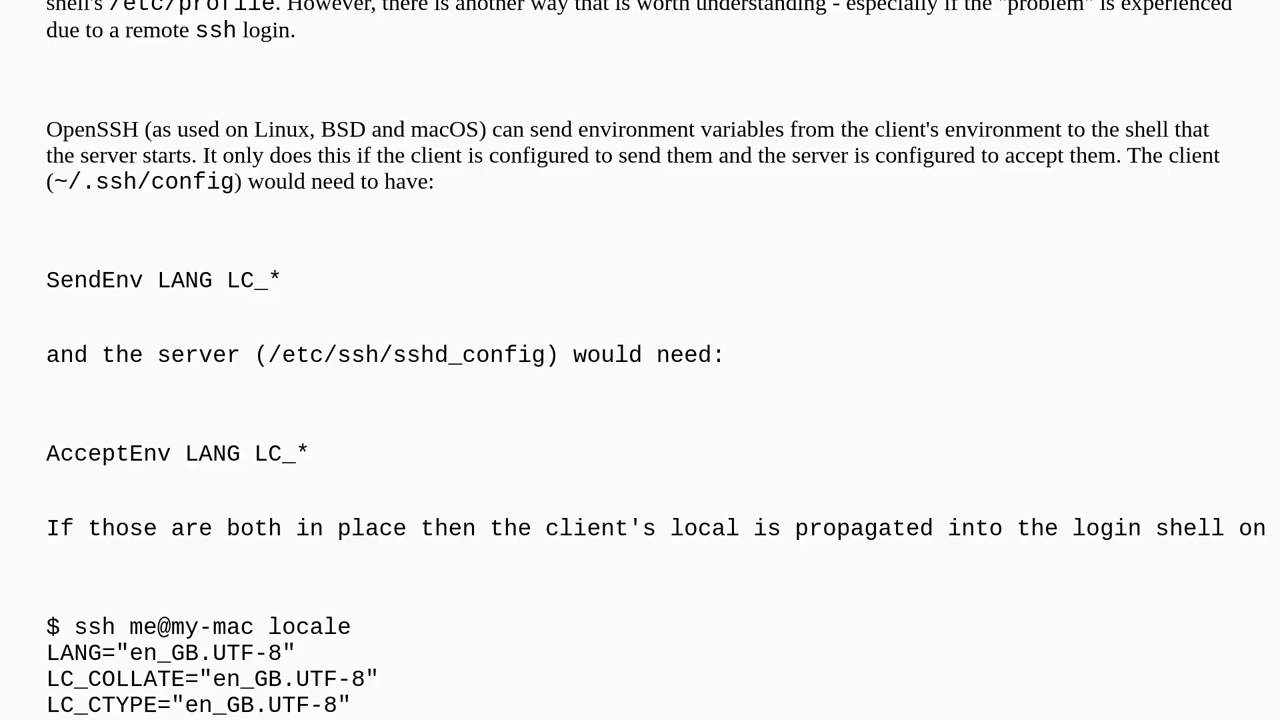 shell's /etc/profile. However, there is another way that is worth understanding - especially if the "problem" is experienced
due to a remote ssh login.
OpenSSH (as used on Linux, BSD and macOS) can send environment variables from the client's environment to the shell that
the server starts. It only does this if the client is configured to send them and the server is configured to accept them. The client
(~/.ssh/config) would need to have:
SendEnv LANG LC_*
and the server (/etc/ssh/sshd_config) would need:
AcceptEnv LANG LC_*
If those are both in place then the client's local is propagated into the login shell on
$ ssh me@my-mac locale
LANG="en_GB.UTF-8"
LC_COLLATE="en_GB.UTF-8"
LC_CTYPE="en_GB.UTF-8"